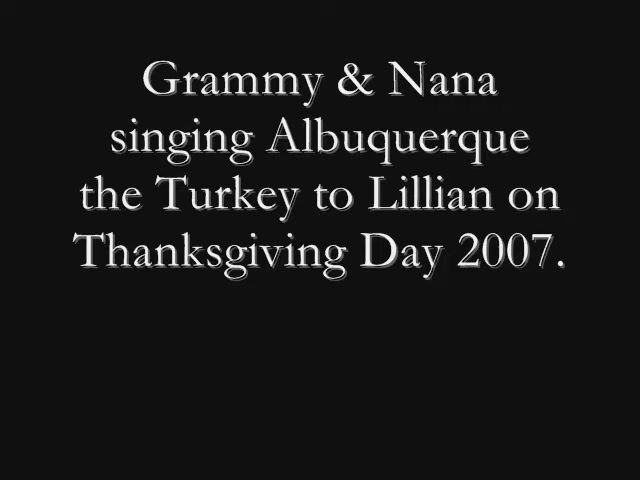 Grammy & Nana
singing Albuquerque
the Turkey to Lillian on
Thanksgiving Day 2007.